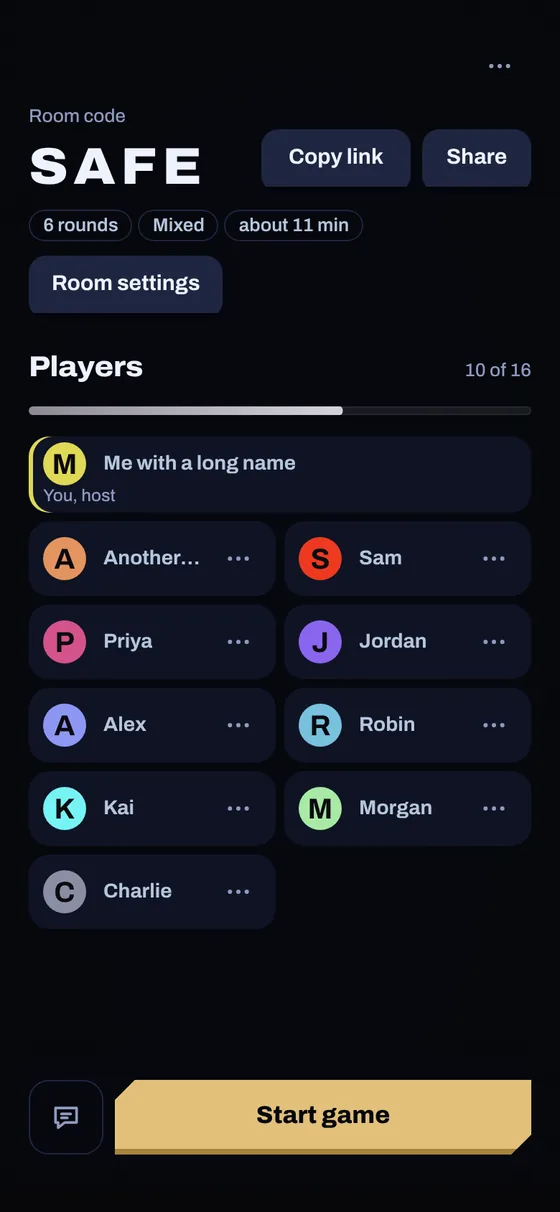 Room code
SAFE
Copy link
Share
6 rounds
Mixed
about 11 min
Room settings
Players
10 of 16
M
Me with a long name
You, host
A
Another...
S
Sam
P
Priya
J
Jordan
A
Alex
R
Robin
K
Kai
M
Morgan
C
Charlie
Start game